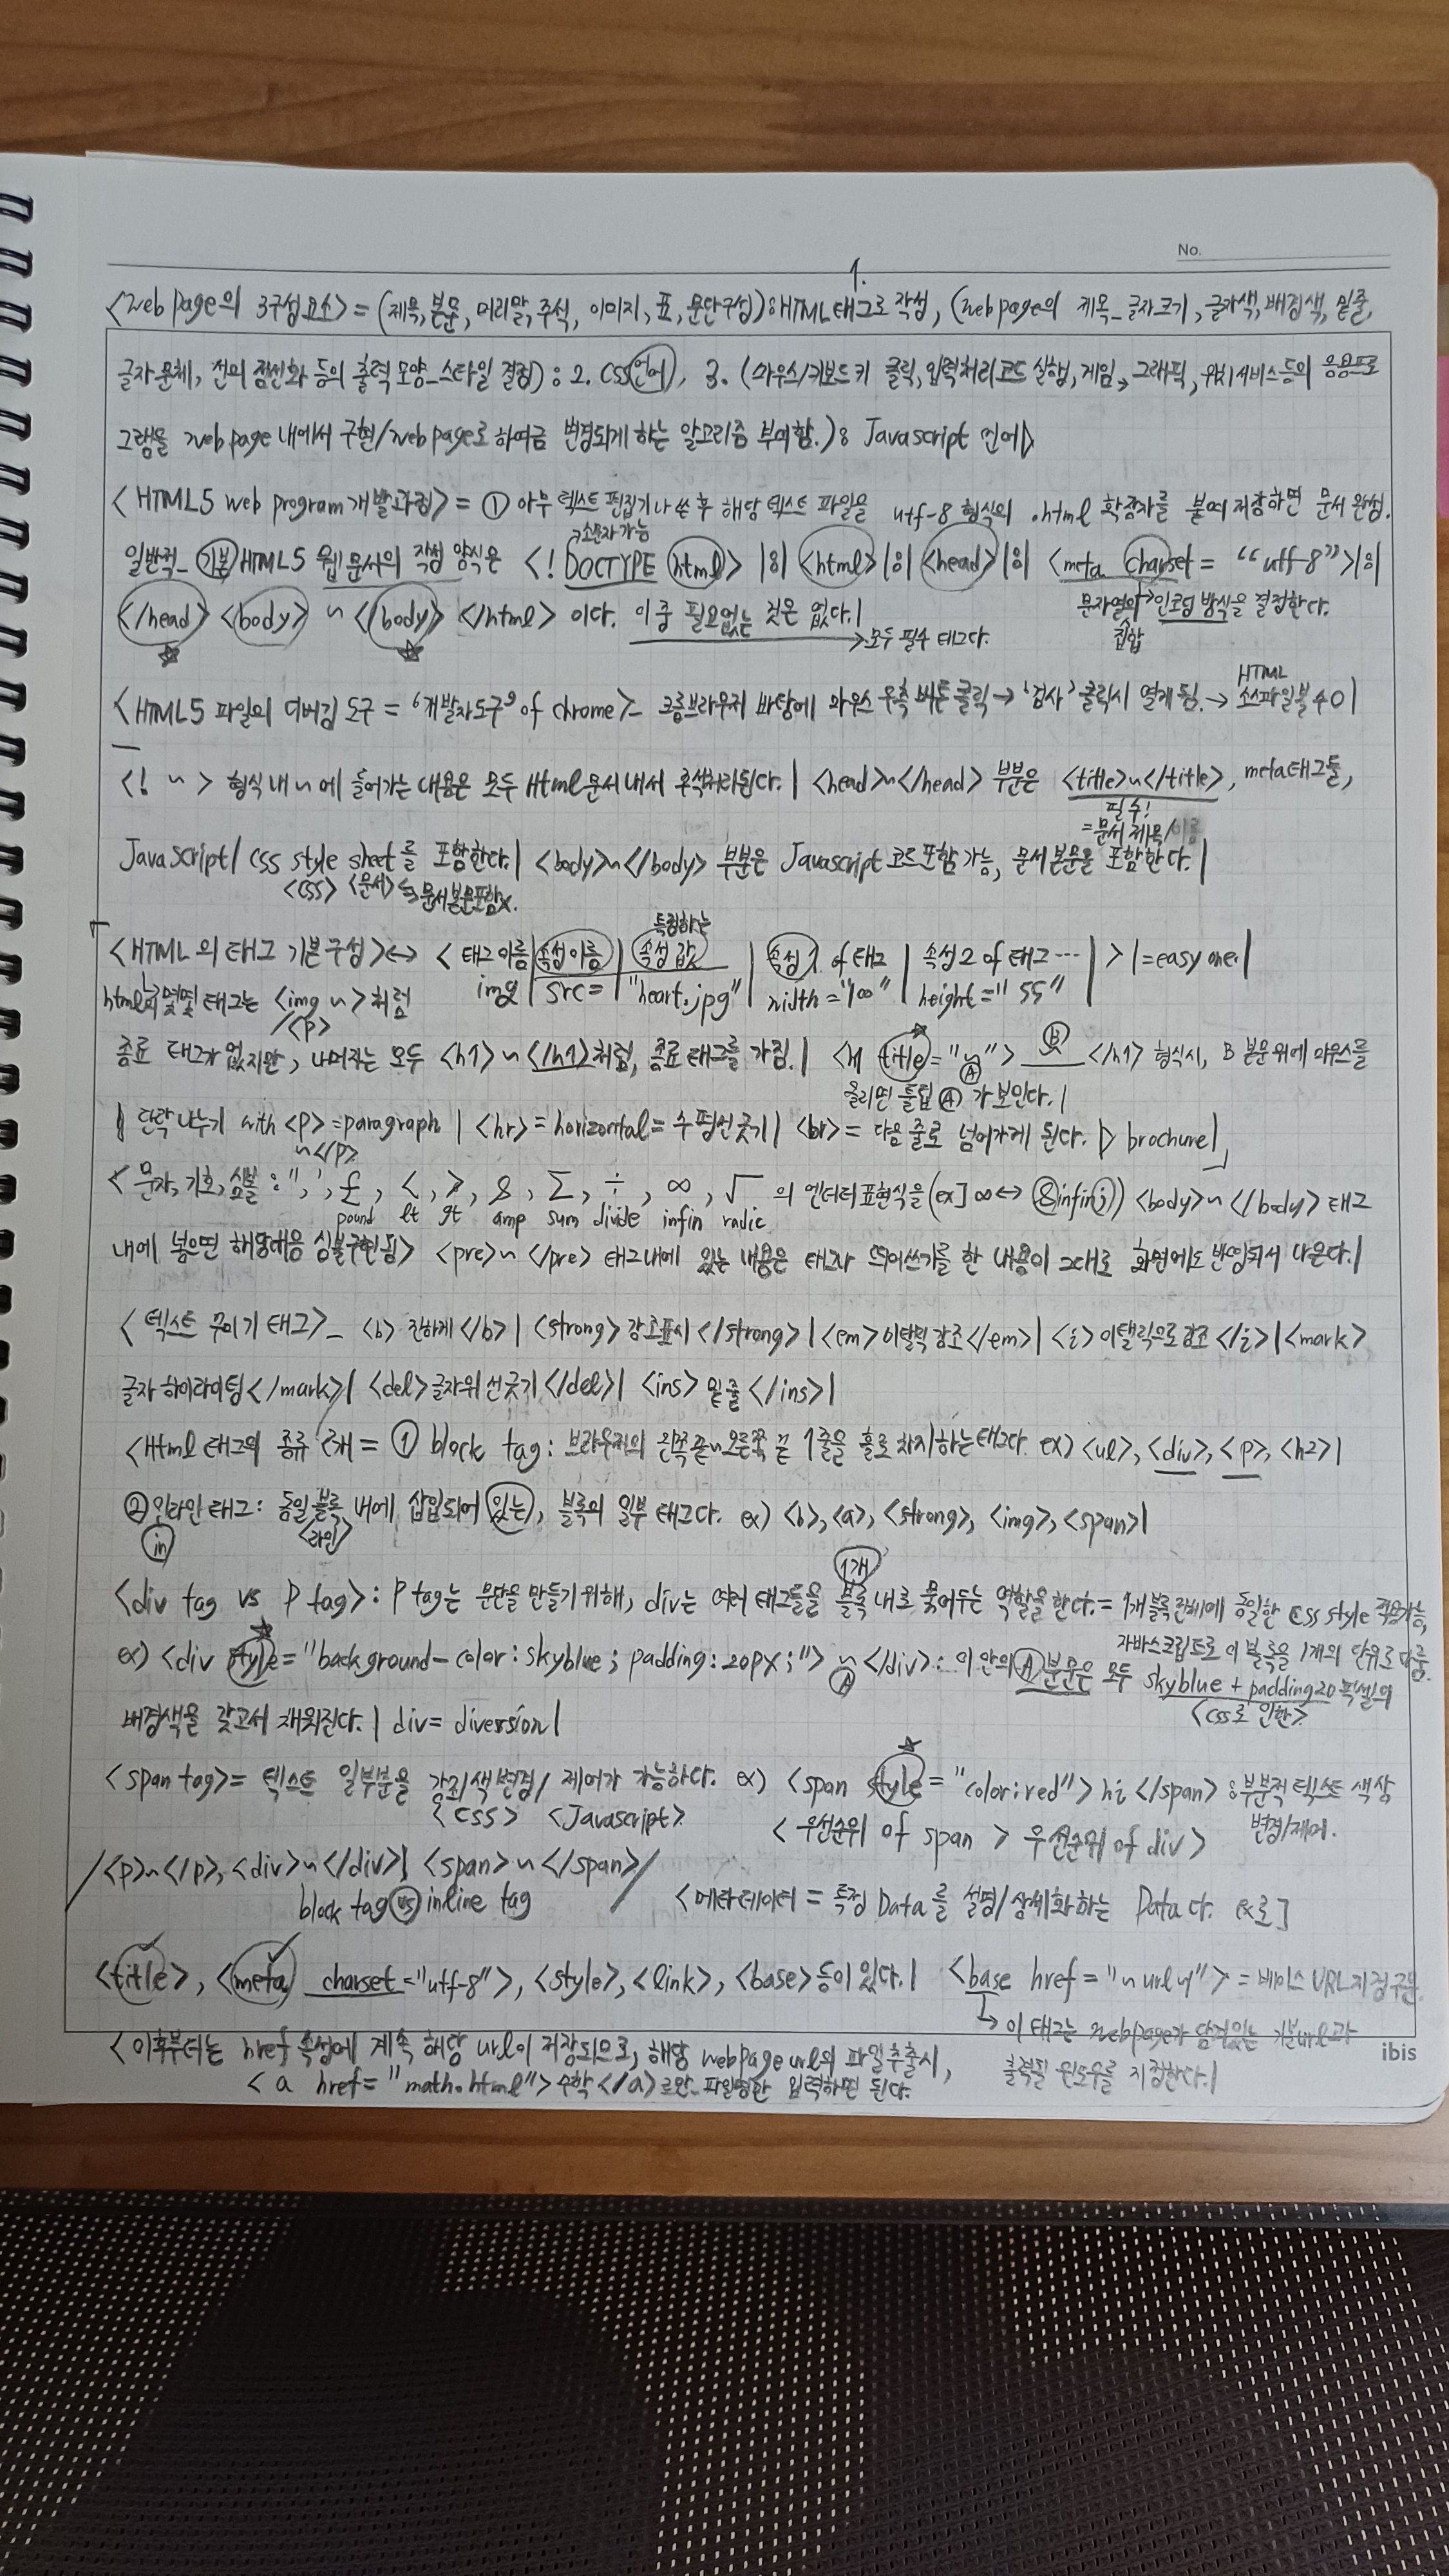 No.
1.
<web page의 3구성요소> = (제목, 본문, 머리말, 주석, 이미지, 표, 문단구성):HTML태그로 작성, (web page의 제목_글자크기, 글자색, 배경색, 밑줄,
글자 문체, 선의 점선화 등의 출력 모양_스타일 결정) : 2. CSS언어, 3. (마우스/키보드 키 클릭, 입력처리코드 실행, 게임, 그래픽, 위치서비스등의 응용프로
그램을 web page 내에서 구현/web page로 하여금 변경되게 하는 알고리즘 부여함.) : Javascript 언어
<HTML5 web program 개발과정> = ① 아무 텍스트 편집기나 쓴 후 해당 텍스트 파일을 utf-8 형식의 .html 확장자를 붙여 저장하면 문서 완성.
→소문자 가능
일반적_기본 HTML5 웹 문서의 작성 양식은 <! DOCTYPE html> |:| <html> |:| <head> |:| <meta charset = "utf-8">|:|
</head> <body> ~ </body> </html> 이다. 이 중 필요없는 것은 없다.|
→모두 필수 태그다.
문자열의 →인코딩 방식을 결정한다.
집합
<HTML5 파일의 디버깅 도구 = '개발자도구' of chrome>_ 크롬브라우저 바탕에 마우스 우측 버튼 클릭 → '검사' 클릭시 열게 됨. → HTML 소스파일볼 수 o|
<! ~ > 형식 내 ~에 들어가는 내용은 모두 Html문서 내서 주석처리된다.| <head>~</head> 부분은 <title>~</title>, meta태그들,
필수!
=문서 제목/이름
Javascript/ CSS style sheet를 포함한다.| <body>~</body> 부분은 Javascript 코드 포함 가능, 문서본문을 포함한다.|
<CSS> <문서> 문서본문포함x.
<HTML의 태그 기본구성> ↔ < 태그이름|속성이름 | 특정하는 속성 값 | 속성1 of 태그 | 속성2 of 태그 ... | > |=easy one.|
img | src= | "heart.jpg" width="100" height=" 55"
html의 몇몇 태그는 <img ~> 처럼
/<p>
종료 태그가 없지만, 나머지는 모두 <h1> ~ </h1>처럼, 종료태그를 가짐.| <h1 title="Ⓐ"> Ⓑ </h1> 형식시, B 본문위에 마우스를
올리면 툴팁 Ⓐ 가 보인다.|
| 단락 나누기 with <p> =paragraph | <hr> = horizontal = 수평선 긋기| <br> = 다음 줄로 넘어가게 된다. ▷ brochure|
~</p>
< 문자, 기호, 심볼 : ", ', £, <, >, &, Σ, ÷, ∞, √ 의 엔터티 표현식을 (ex] ∞ ↔ &infin;)) <body> ~ </body> 태그
pound lt gt amp sum divide infin radic
내에 넣으면 해당대응 심볼구현됨> <pre> ~ </pre> 태그내에 있는 내용은 태그나 띄어쓰기를 한 내용이 그대로 화면에도 반영되서 나온다.|
< 텍스트 꾸미기 태그>_ <b> 진하게 </b> | <strong> 강조표시 </strong> | <em> 이탤릭 강조 </em> | <i> 이탤릭으로 강조 </i> | <mark>
글자 하이라이팅 </mark> | <del> 글자위 선긋기 </del> | <ins> 밑줄 </ins> |
<Html 태그의 종류 2개 = ① block tag : 브라우저의 왼쪽 끝~오른쪽 끝 1줄을 홀로 차지하는 태그다. ex) <ul>, <div>, <p>, <h2>|
② 인라인 태그 : 동일 블록 내에 삽입되어 있는, 블록의 일부 태그다. ex) <b>, <a>, <strong>, <img>, <span>|
in <라인>
<div tag vs P tag> : P tag는 문단을 만들기 위해, div는 여러 태그들을 1개 블록 내로 묶어두는 역할을 한다. = 1개 블록 전체에 동일한 CSS style 적용가능,
자바스크립트로 이 블록을 1개의 단위로 다룸.
ex) <div style="background-color: skyblue; padding: 20px;"> ~ </div> : 이 안의 Ⓐ 본문은 모두 skyblue + padding20픽셀의
Ⓐ <CSS로 인한>
배경색을 갖고서 채워진다.| div = diversion|
<span tag> = 텍스트 일부분을 강조/색변경/ 제어가 가능하다. ex) <span style = "color:red"> hi </span> : 부분적 텍스트 색상
<CSS> <Javascript> < 우선순위 of span > 우선순위 of div> 변경/제어.
/<p>~</p>, <div> ~ </div>| <span> ~ </span>/
block tag vs inline tag <메타데이터 = 특정 Data를 설명/상세화하는 Data다. ex로]
<title>, <meta charset="utf-8">, <style>, <link>, <base> 등이 있다.| <base href = "~url~"> = 베이스 URL지정구문.
→ 이 태그는 webpage가 담겨있는 기본url과
<이후부터는 href 속성에 계속 해당 url이 저장되므로, 해당 webpage url의 파일추출시, 출력될 윈도우를 지정한다.|
< a href = "math.html"> 수학 </a> 로만_파일명만 입력하면 된다.
ibis